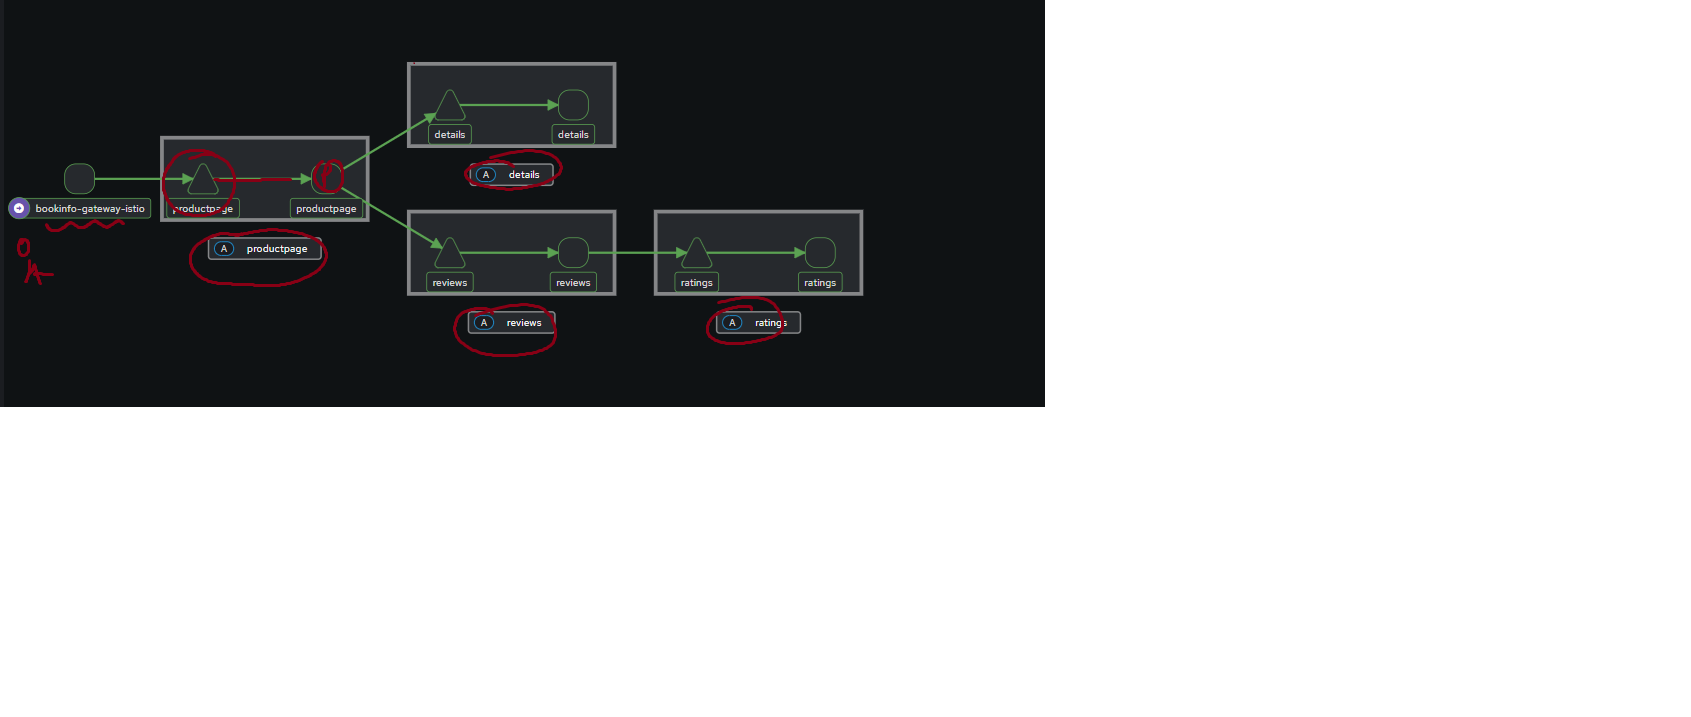 details
details
A details
bookinfo-gateway-istio
productpage
productpage
A productpage
reviews
reviews
A reviews
ratings
ratings
A ratings